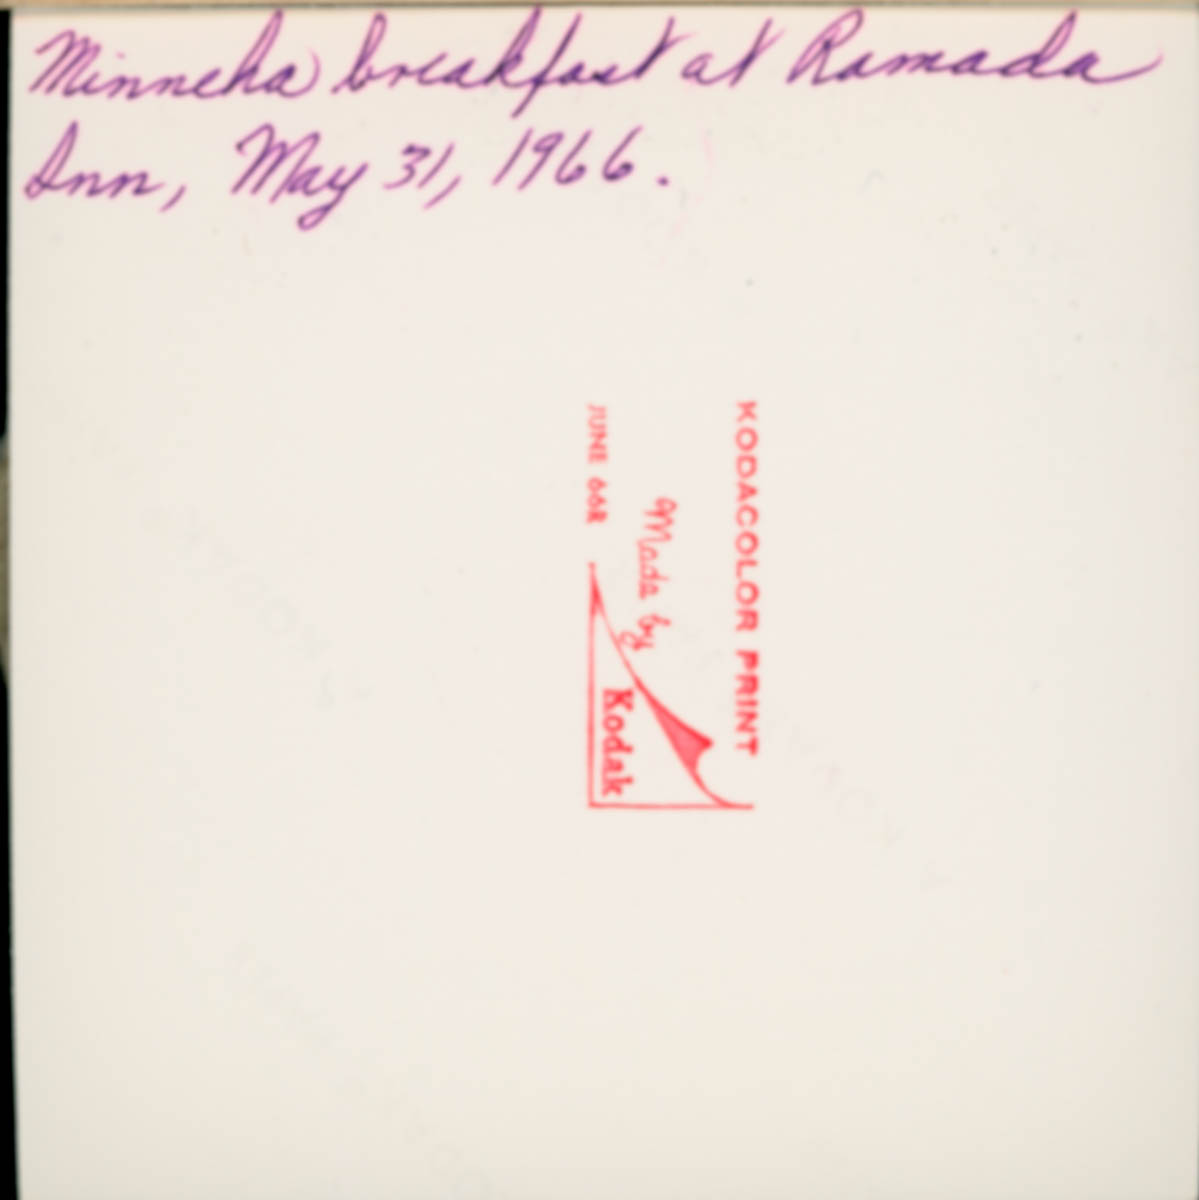 Minneha breakfast at Ramada
Inn, May 31, 1966.
KODACOLOR PRINT
Made by
Kodak
JUNE 66R